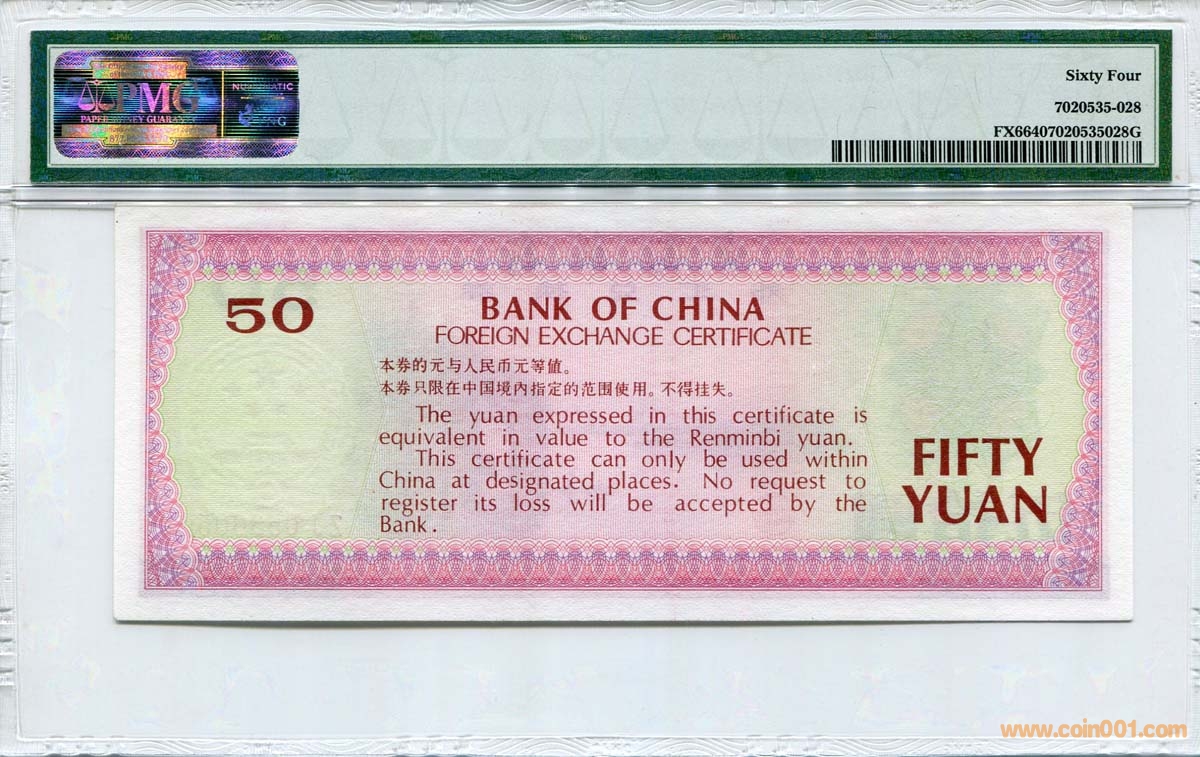 PMG
PAPER MONEY GUARANTY
NUMISMATIC
Sixty Four
7020535-028
FX66407020535028G
50
BANK OF CHINA
FOREIGN EXCHANGE CERTIFICATE
本券的元与人民币元等值。
本券只限在中国境内指定的范围使用。不得挂失。
The yuan expressed in this certificate is
equivalent in value to the Renminbi yuan.
This certificate can only be used within
China at designated places. No request to
register its loss will be accepted by the
Bank.
FIFTY
YUAN
www.coin001.com